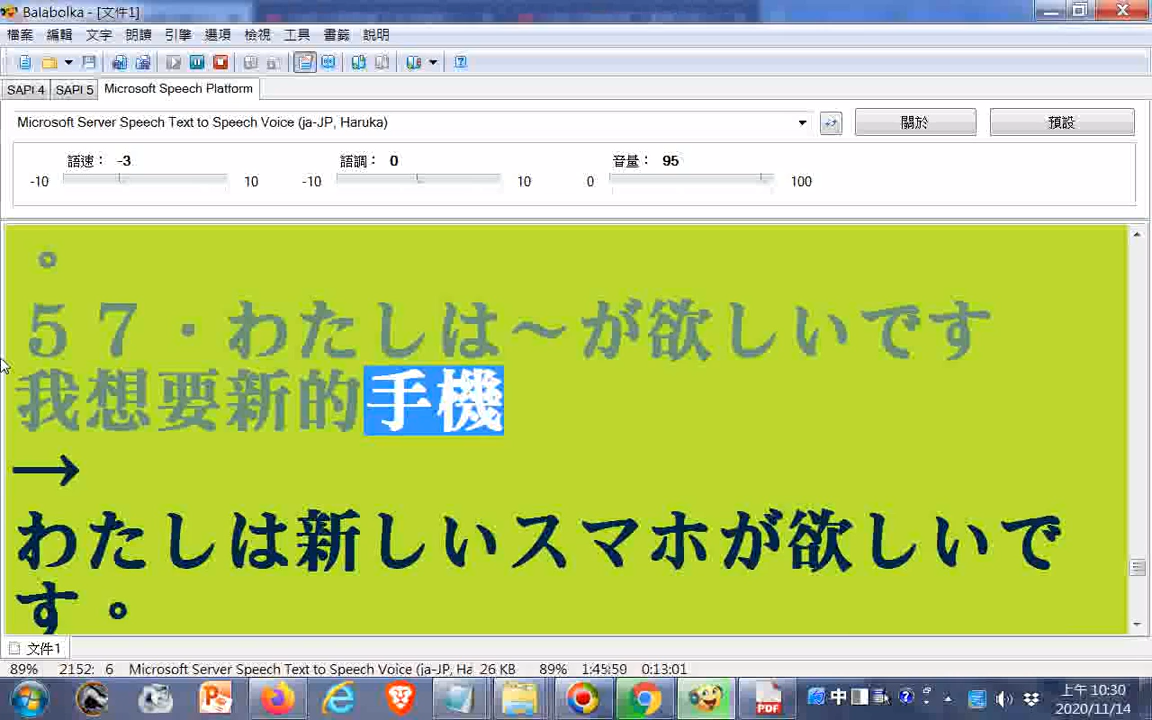 Balabolka - [文件1]
檔案 編輯 文字 朗讀 引擎 選項 檢視 工具 書籤 說明
SAPI 4 SAPI 5 Microsoft Speech Platform
Microsoft Server Speech Text to Speech Voice (ja-JP, Haruka) 關於 預設
語速： -3 語調： 0 音量： 95
-10 10 -10 10 0 100
。
５７・わたしは～が欲しいです
我想要新的手機
→
わたしは新しいスマホが欲しいで
す。
文件1
89% 2152: 6 Microsoft Server Speech Text to Speech Voice (ja-JP, Ha 26 KB 89% 1:45:59 0:13:01
中 上午 10:30
PDF 2020/11/14